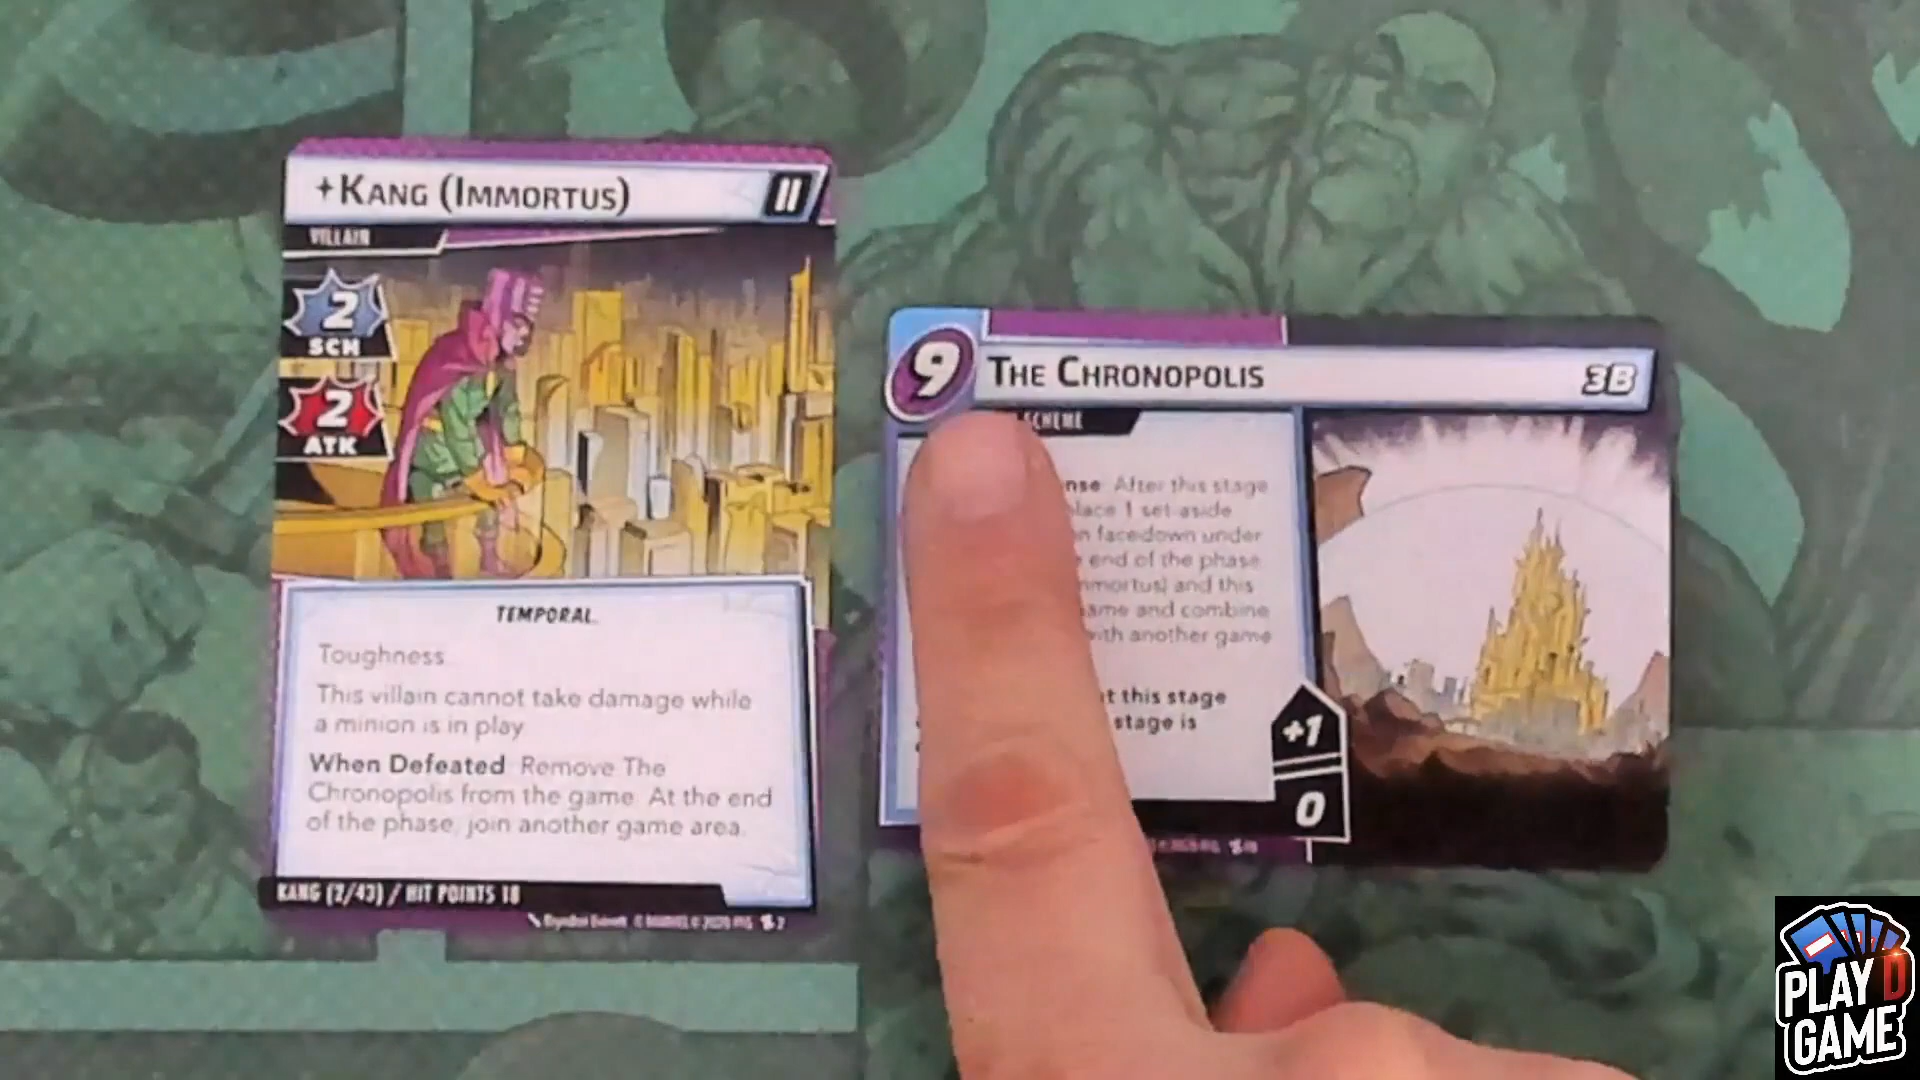 ✦KANG (IMMORTUS) II
VILLAIN
2
SCH
2
ATK
TEMPORAL.
Toughness.
This villain cannot take damage while
a minion is in play
When Defeated: Remove The
Chronopolis from the game. At the end
of the phase, join another game area.
KANG (2/43) / HIT POINTS 18
9 THE CHRONOPOLIS 3B
SCHEME
nse: After this stage
lace 1 set-aside
n facedown under
end of the phase
mmortus) and this
ame and combine
with another game
t this stage
stage is
+1
0
PLAY D
GAME